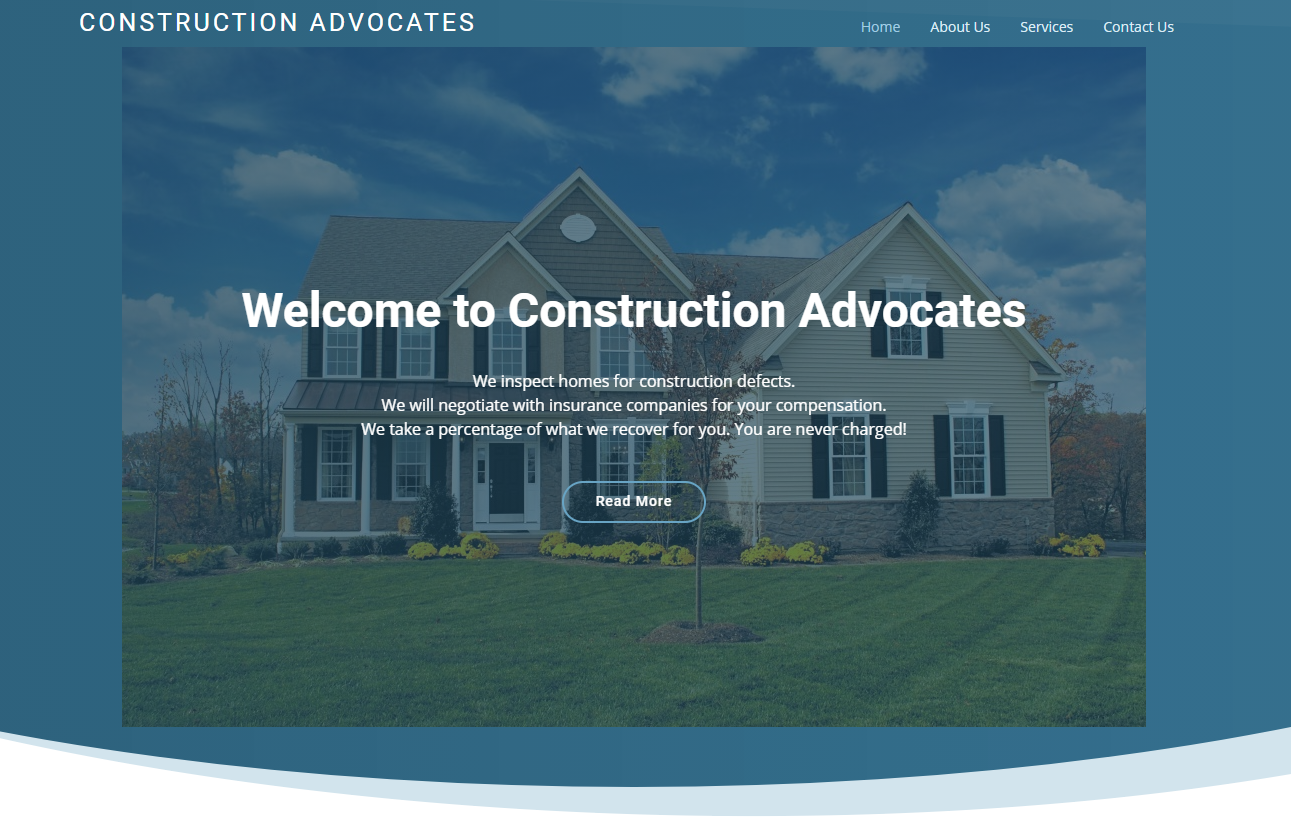 CONSTRUCTION ADVOCATES
Home About Us Services Contact Us
Welcome to Construction Advocates
We inspect homes for construction defects.
We will negotiate with insurance companies for your compensation.
We take a percentage of what we recover for you. You are never charged!
Read More